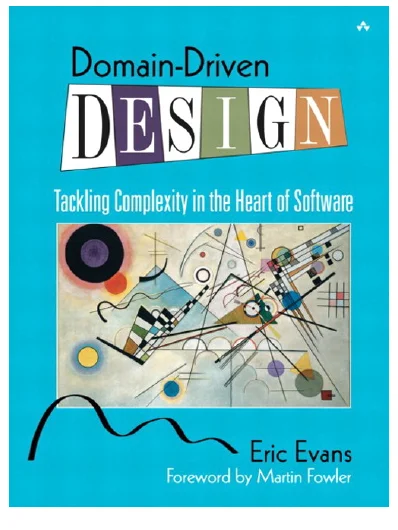 Domain-Driven
DESIGN
Tackling Complexity in the Heart of Software
Eric Evans
Foreword by Martin Fowler